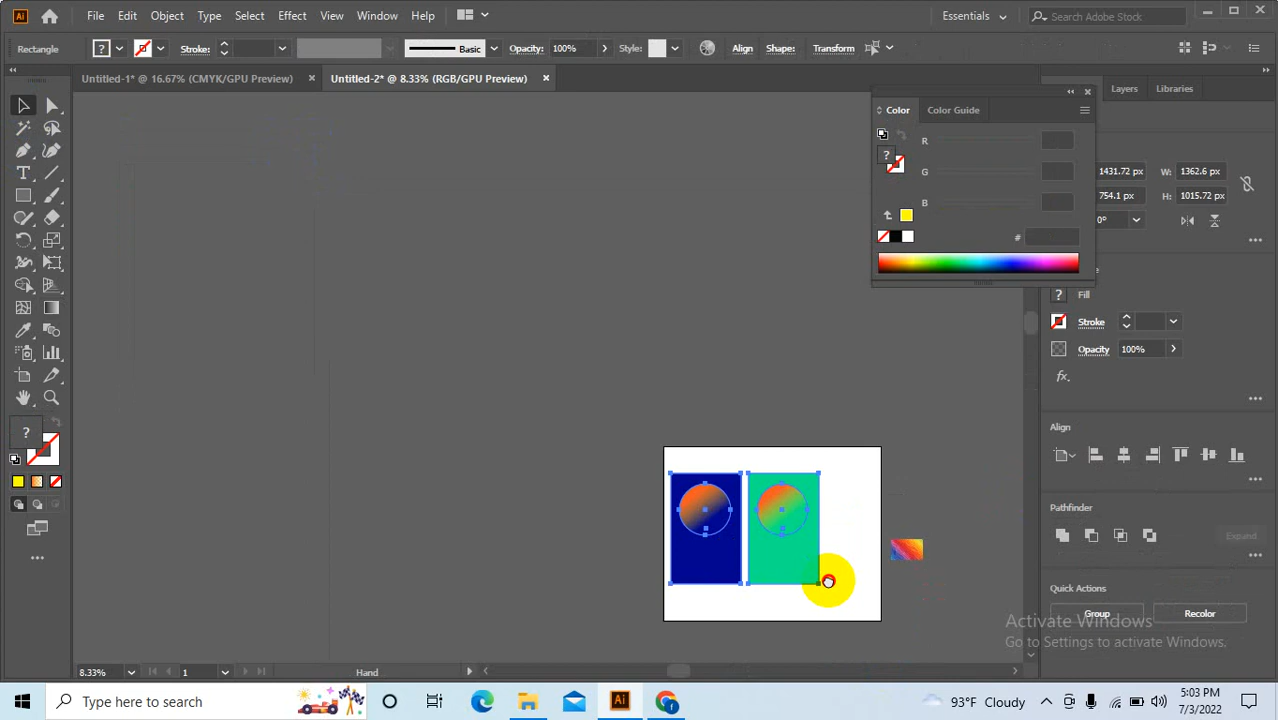 Ai File Edit Object Type Select Effect View Window Help Essentials Search Adobe Stock
Rectangle ? Stroke: Basic Opacity: 100% Style: Align Shape: Transform
Untitled-1* @ 16.67% (CMYK/GPU Preview) × Untitled-2* @ 8.33% (RGB/GPU Preview) ×
Layers Libraries
Color Color Guide
R
?
G
B
#
1431.72 px W: 1362.6 px
754.1 px H: 1015.72 px
0°
? Fill
Stroke
Opacity 100%
fx.
Align
?
Pathfinder
Expand
Quick Actions
Group Recolor
Activate Windows
Go to Settings to activate Windows.
8.33% 1 Hand
Type here to search Ai f 93°F Cloudy 5:03 PM
7/3/2022